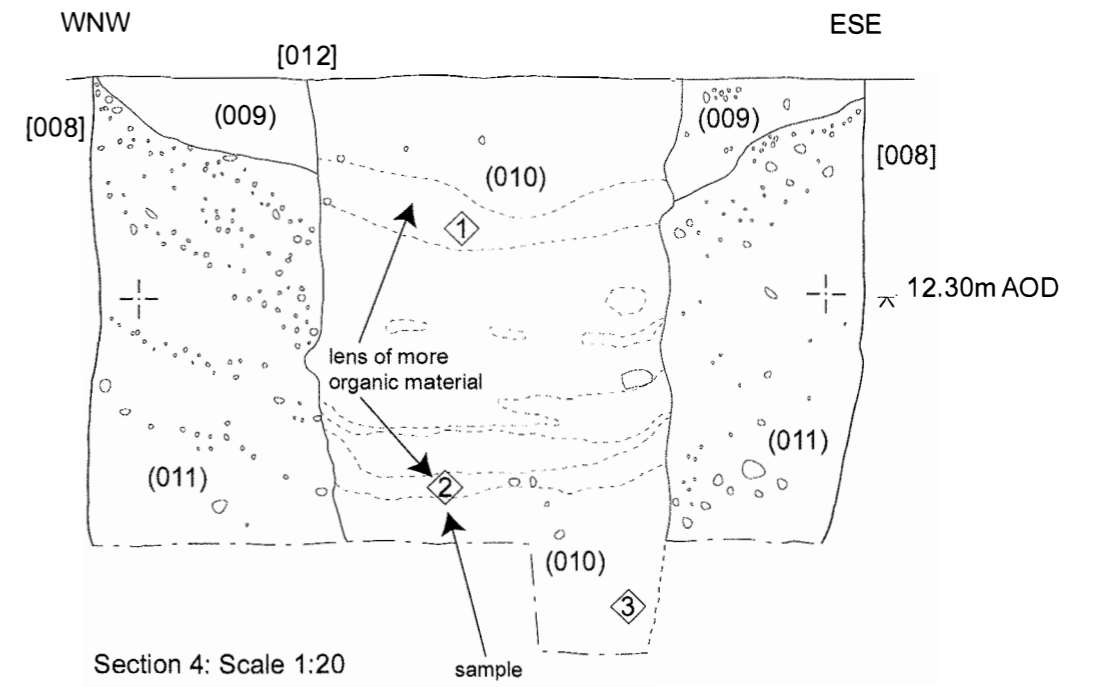 WNW
ESE
[012]
[008]
(009)
(009)
(010)
[008]
1
12.30m AOD
lens of more
organic material
(011)
(011)
2
(010)
3
Section 4: Scale 1:20
sample